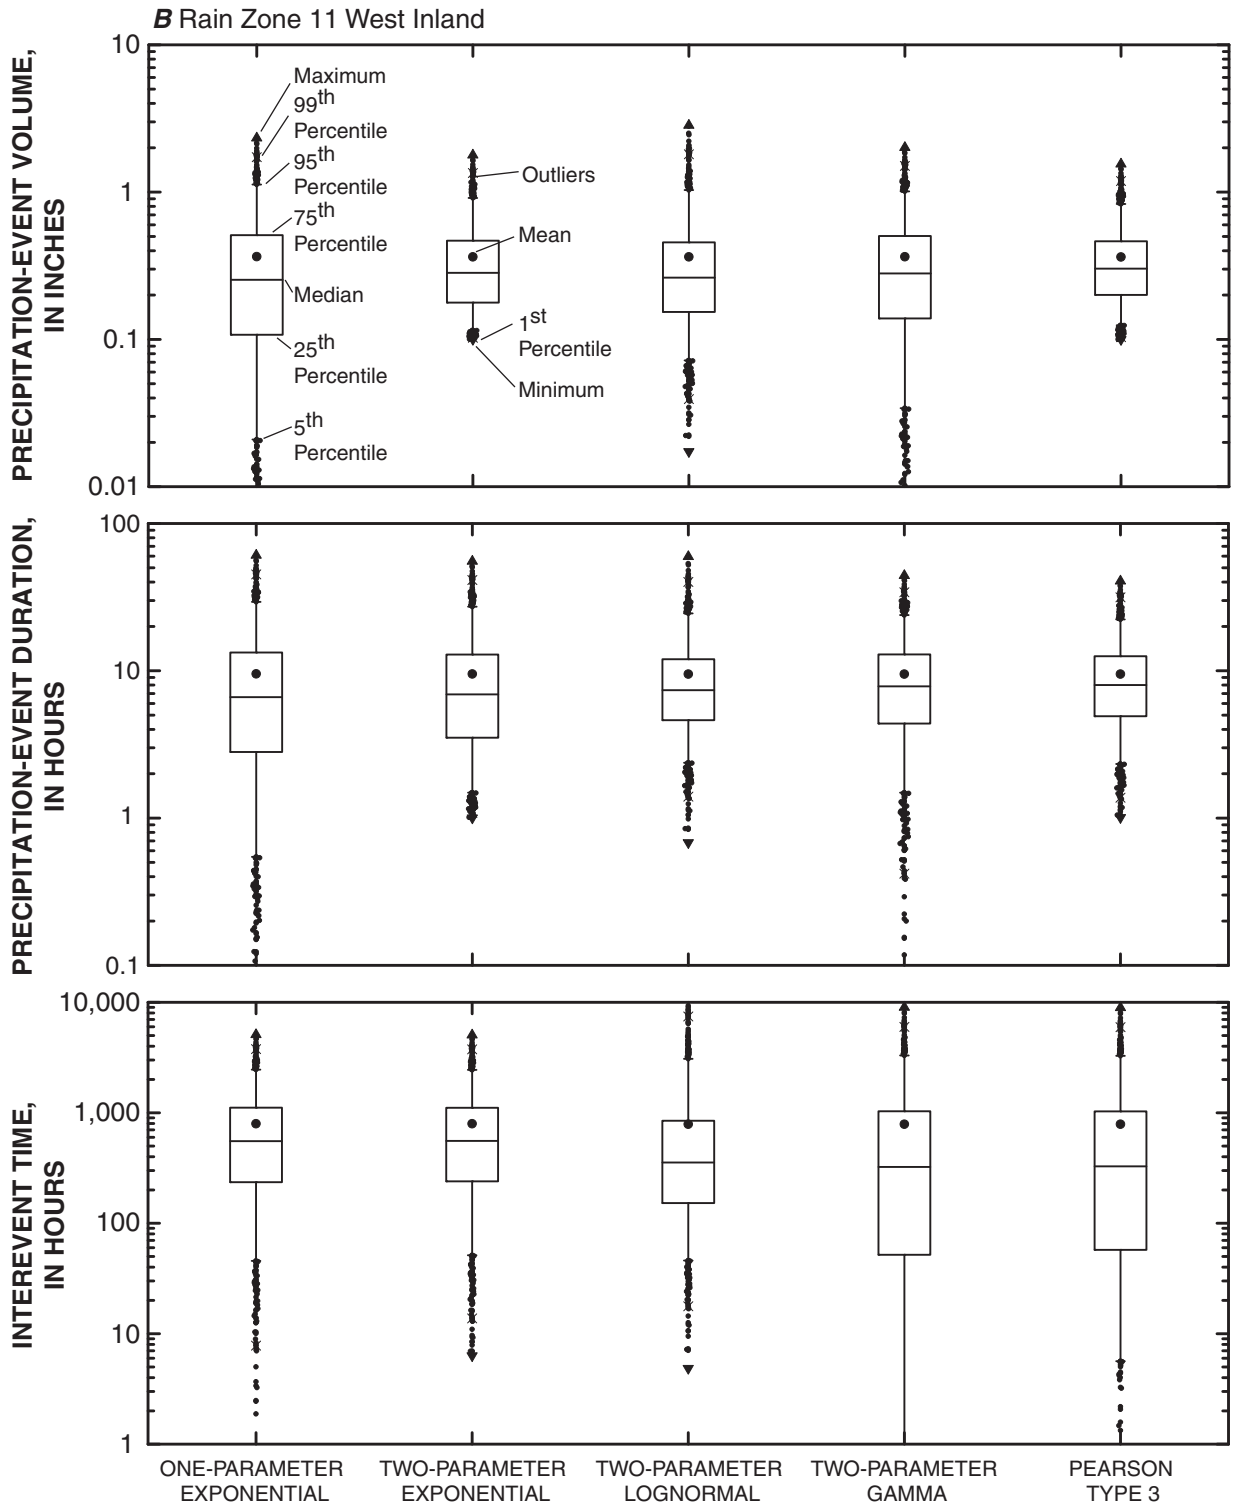 B Rain Zone 11 West Inland
PRECIPITATION-EVENT VOLUME,
IN INCHES
10
1
0.1
0.01
Maximum
99th
Percentile
95th
Percentile
75th
Percentile
Median
25th
Percentile
5th
Percentile
Outliers
Mean
1st
Percentile
Minimum
PRECIPITATION-EVENT DURATION,
IN HOURS
100
10
1
0.1
INTEREVENT TIME,
IN HOURS
10,000
1,000
100
10
1
ONE-PARAMETER
EXPONENTIAL
TWO-PARAMETER
EXPONENTIAL
TWO-PARAMETER
LOGNORMAL
TWO-PARAMETER
GAMMA
PEARSON
TYPE 3